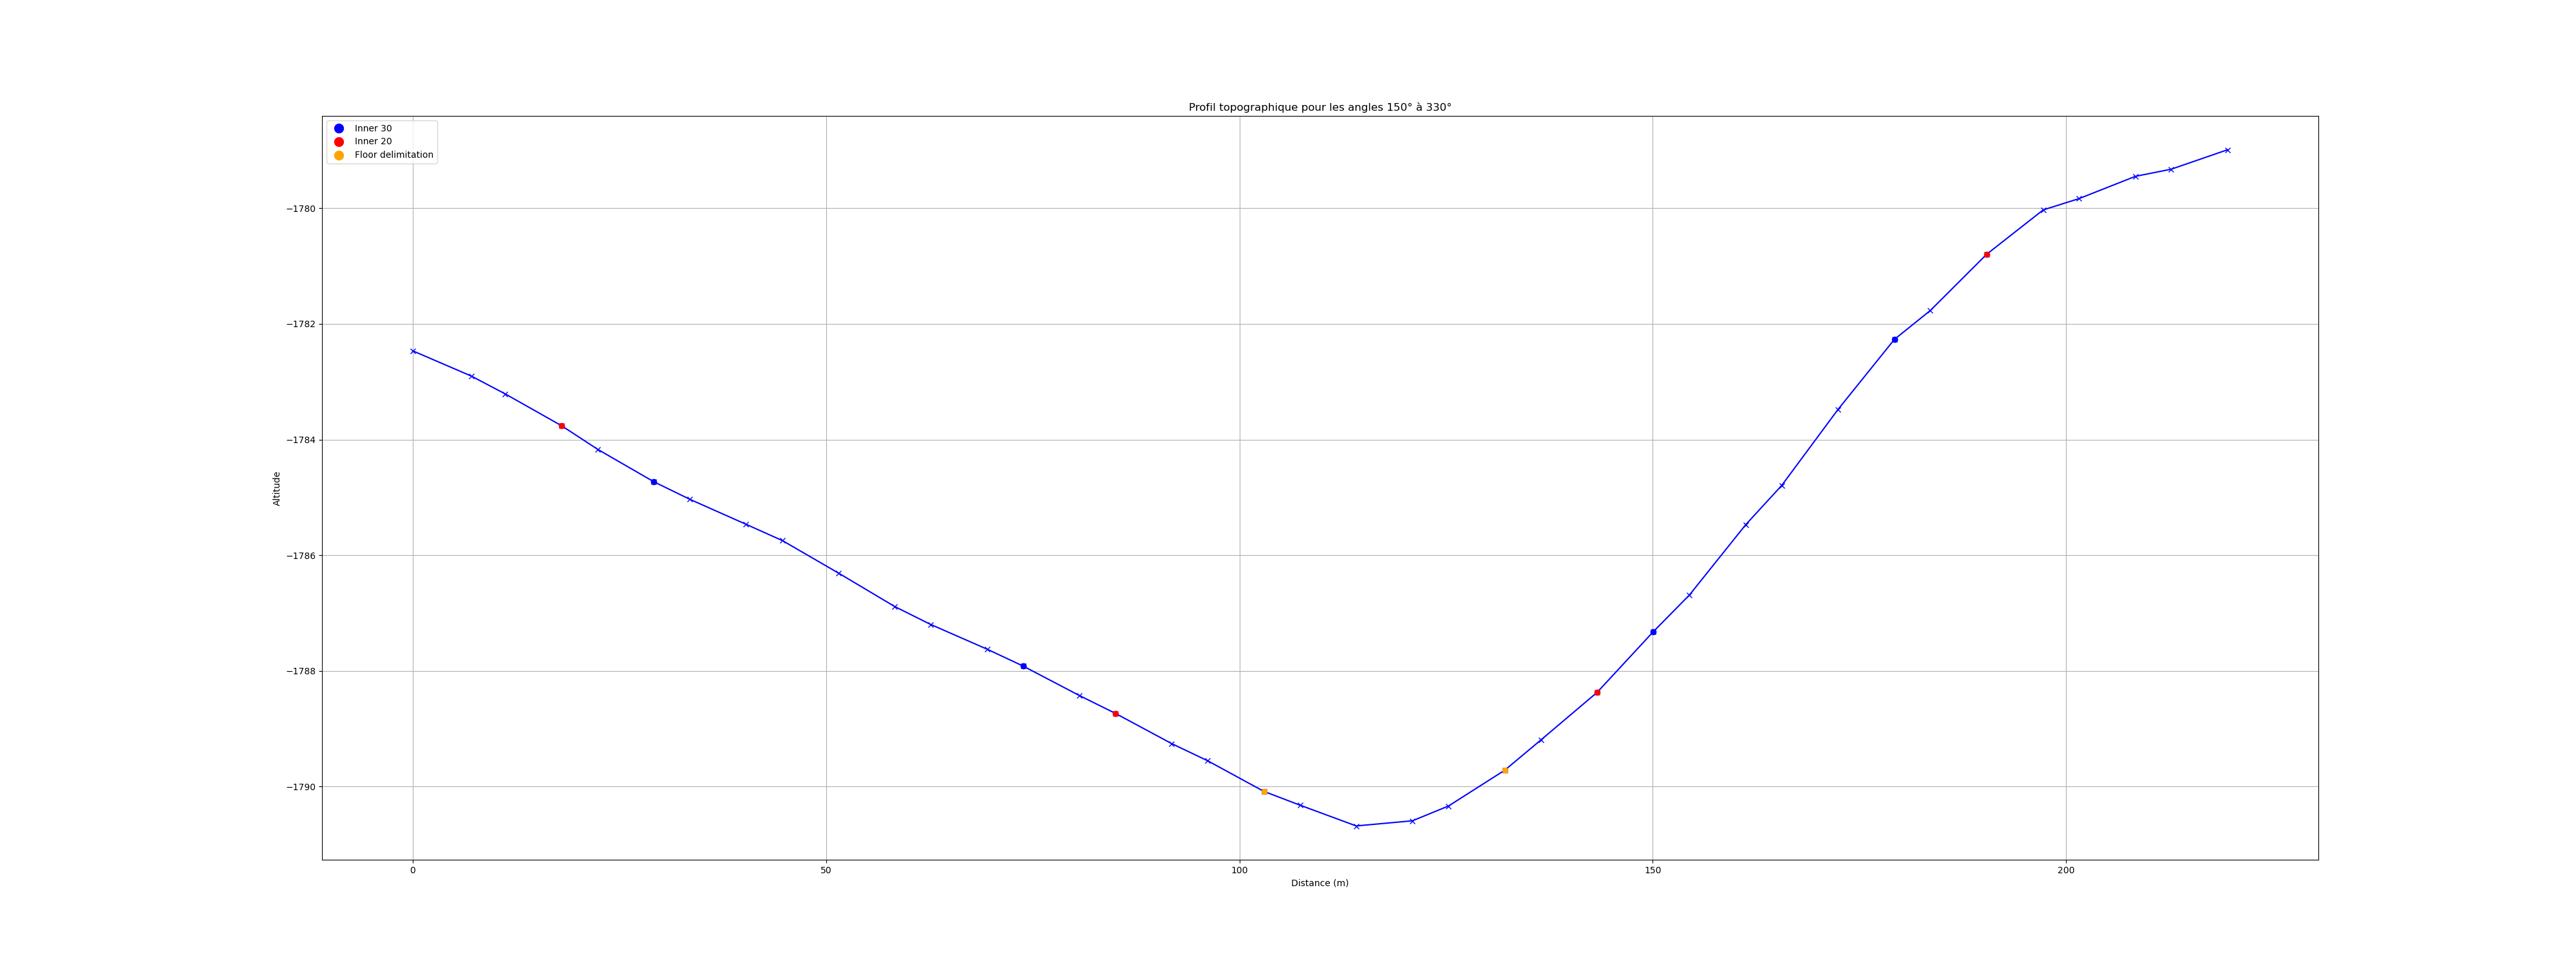 Profil topographique pour les angles 150° à 330°
Inner 30
Inner 20
Floor delimitation
Altitude
−1780
−1782
−1784
−1786
−1788
−1790
0
50
100
150
200
Distance (m)